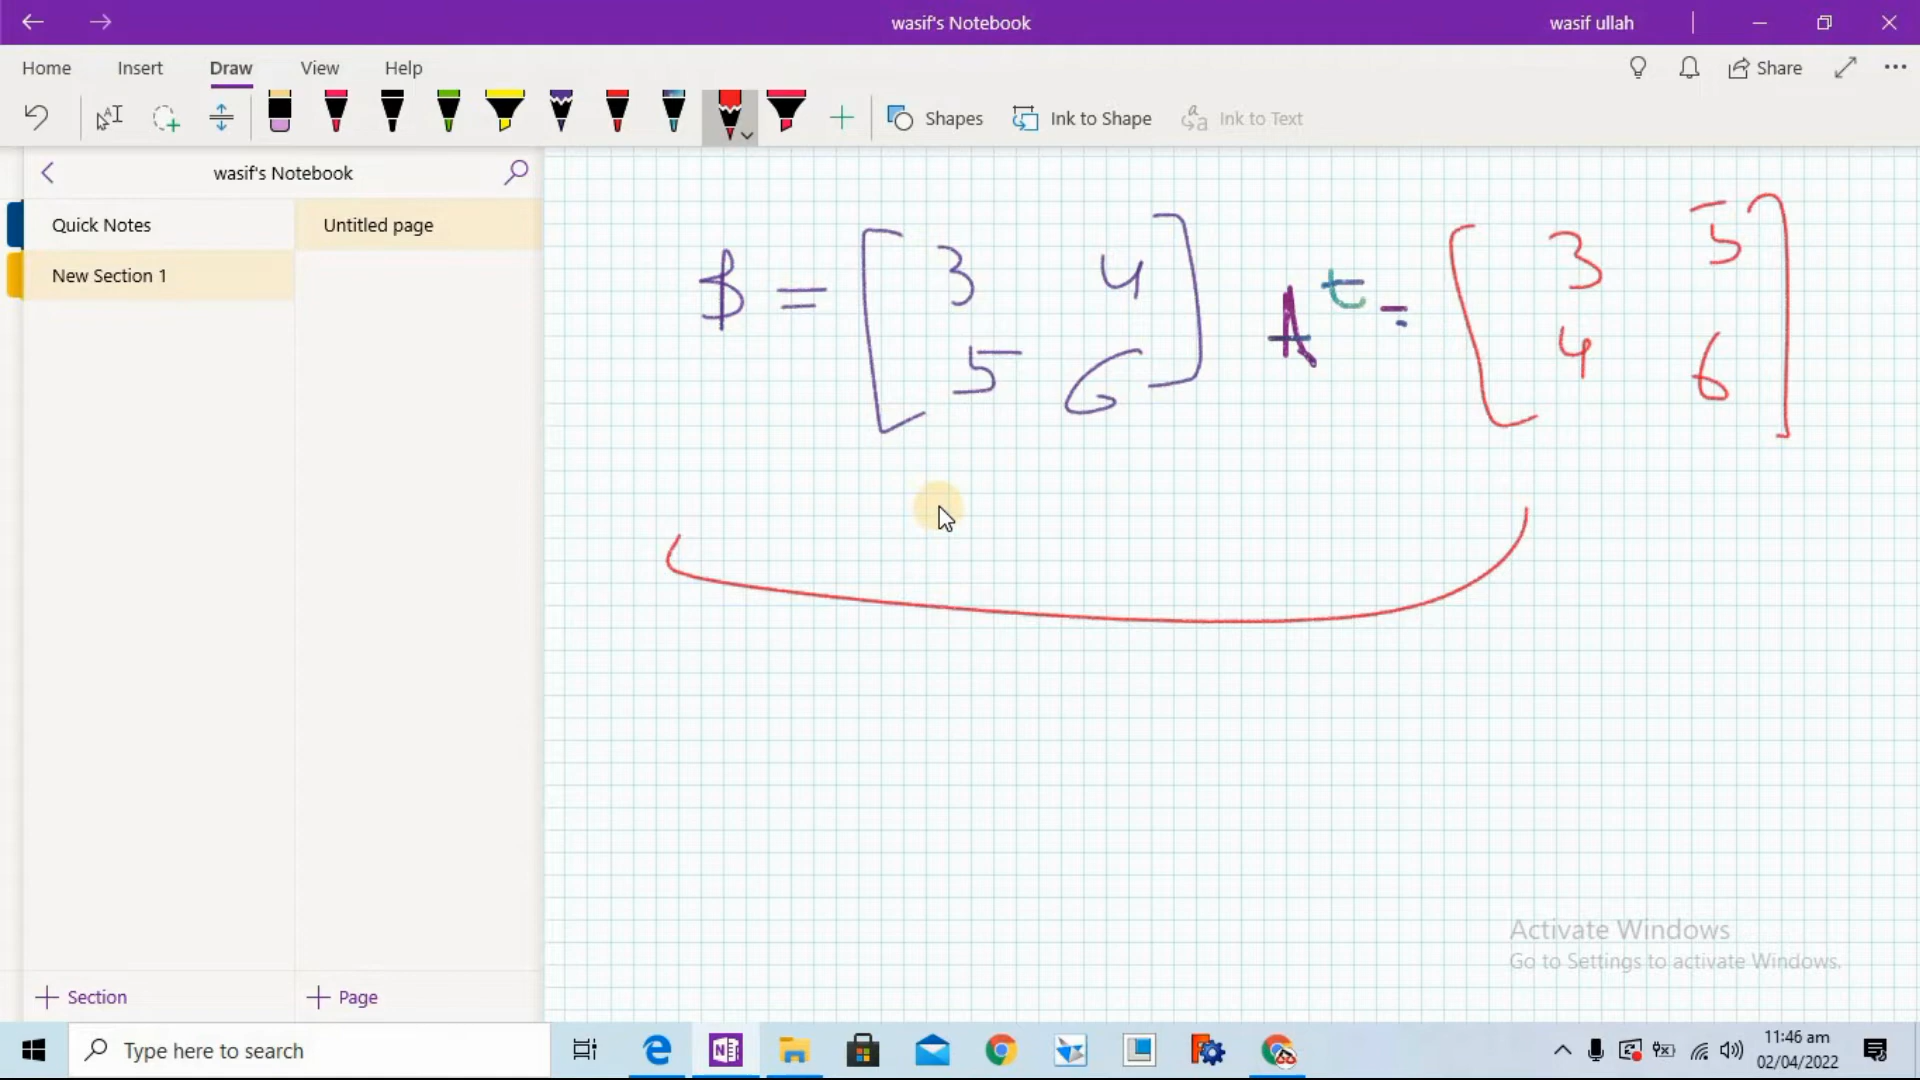 wasif's Notebook
wasif ullah
Home Insert Draw View Help
Share
Shapes Ink to Shape Ink to Text
wasif's Notebook
Quick Notes
Untitled page
New Section 1
= [ 3 4
5 6 ]
A t = [ 3 5
4 6 ]
Activate Windows
Go to Settings to activate Windows.
+ Section
+ Page
Type here to search
11:46 am
02/04/2022